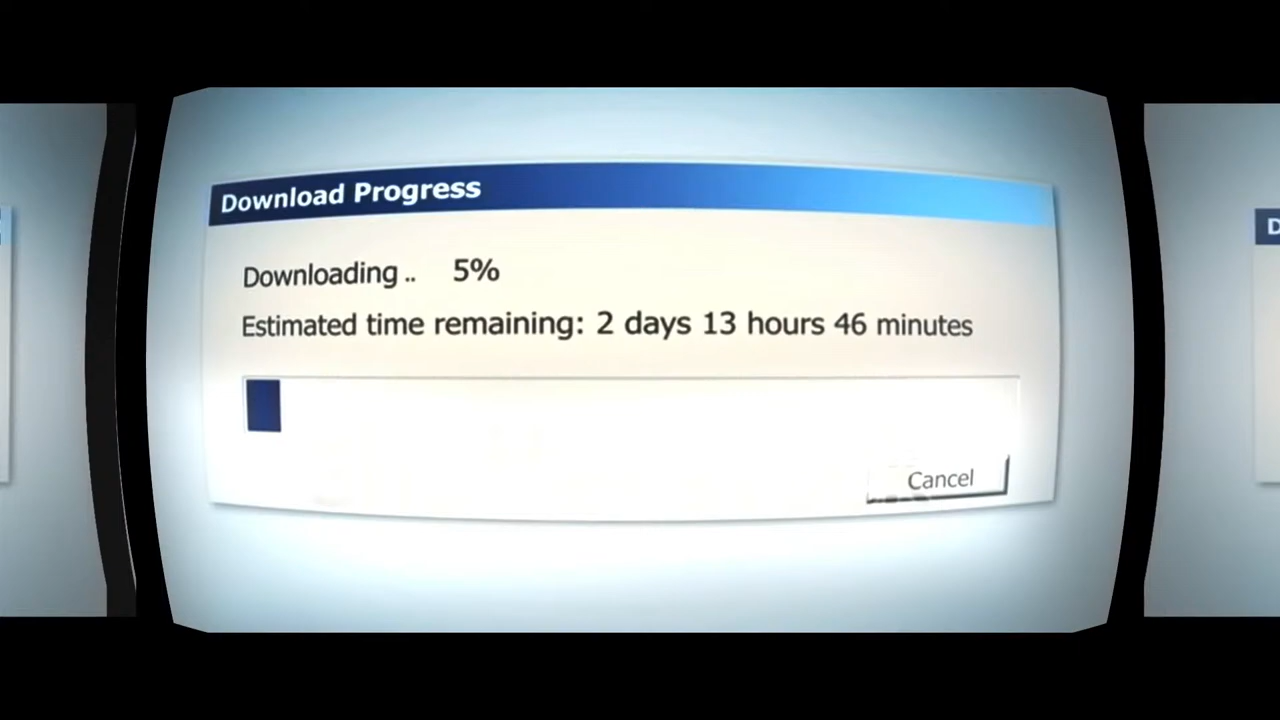 Download Progress
Downloading .. 5%
Estimated time remaining: 2 days 13 hours 46 minutes
Cancel
D